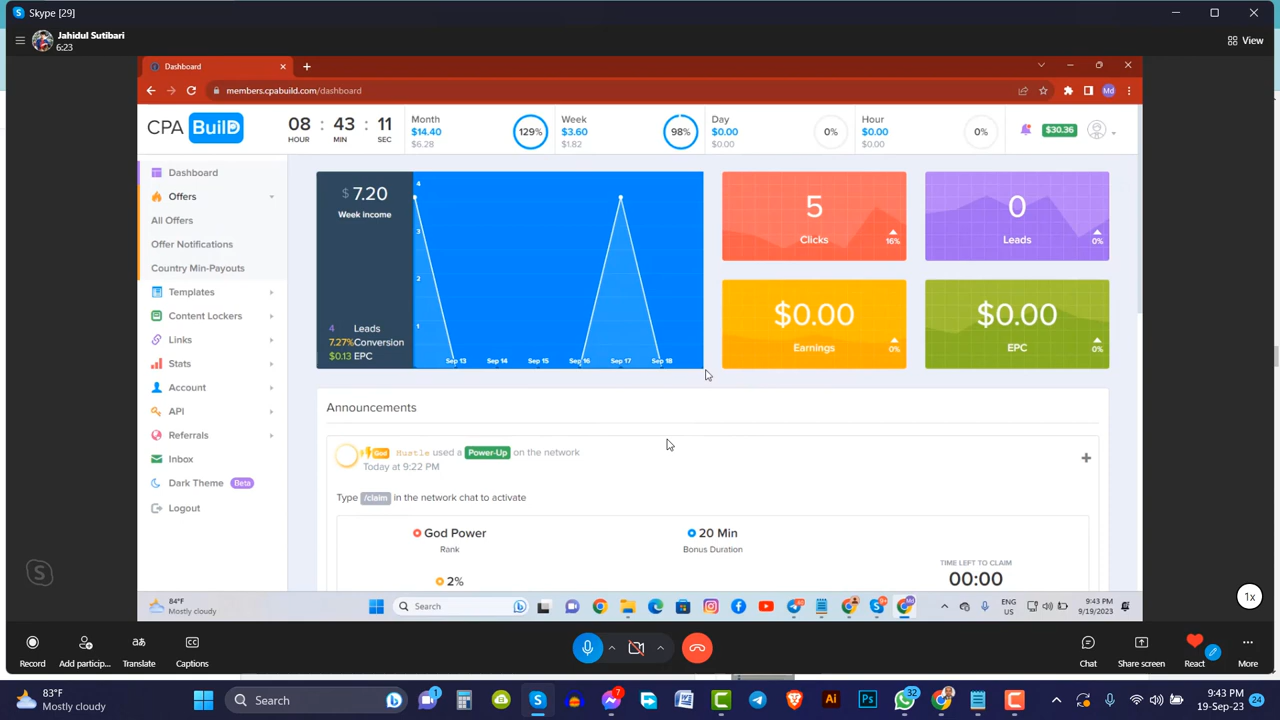 Skype [29]
Jahidul Sutibari
6:23
View
Dashboard
members.cpabuild.com/dashboard
Md
CPA BuilD
08 : 43 : 11
HOUR MIN SEC
Month
$14.40
$6.28
129%
Week
$3.60
$1.82
98%
Day
$0.00
$0.00
0%
Hour
$0.00
$0.00
0%
$30.36
Dashboard
Offers
All Offers
Offer Notifications
Country Min-Payouts
Templates
Content Lockers
Links
Stats
Account
API
Referrals
Inbox
Dark Theme Beta
Logout
$ 7.20
Week income
4 Leads
7.27% Conversion
$0.13 EPC
4
3
2
1
Sep 13 Sep 14 Sep 15 Sep 16 Sep 17 Sep 18
5
Clicks
16%
0
Leads
0%
$0.00
Earnings
0%
$0.00
EPC
0%
Announcements
God Hustle used a Power-Up on the network
Today at 9:22 PM
Type /claim in the network chat to activate
God Power
Rank
20 Min
Bonus Duration
2%
TIME LEFT TO CLAIM
00:00
84°F
Mostly cloudy
Search
ENG
US
9:43 PM
9/19/2023
1x
Record
Add particip...
Translate
Captions
Chat
Share screen
React
More
83°F
Mostly cloudy
Search
7
32
9:43 PM
19-Sep-23
24